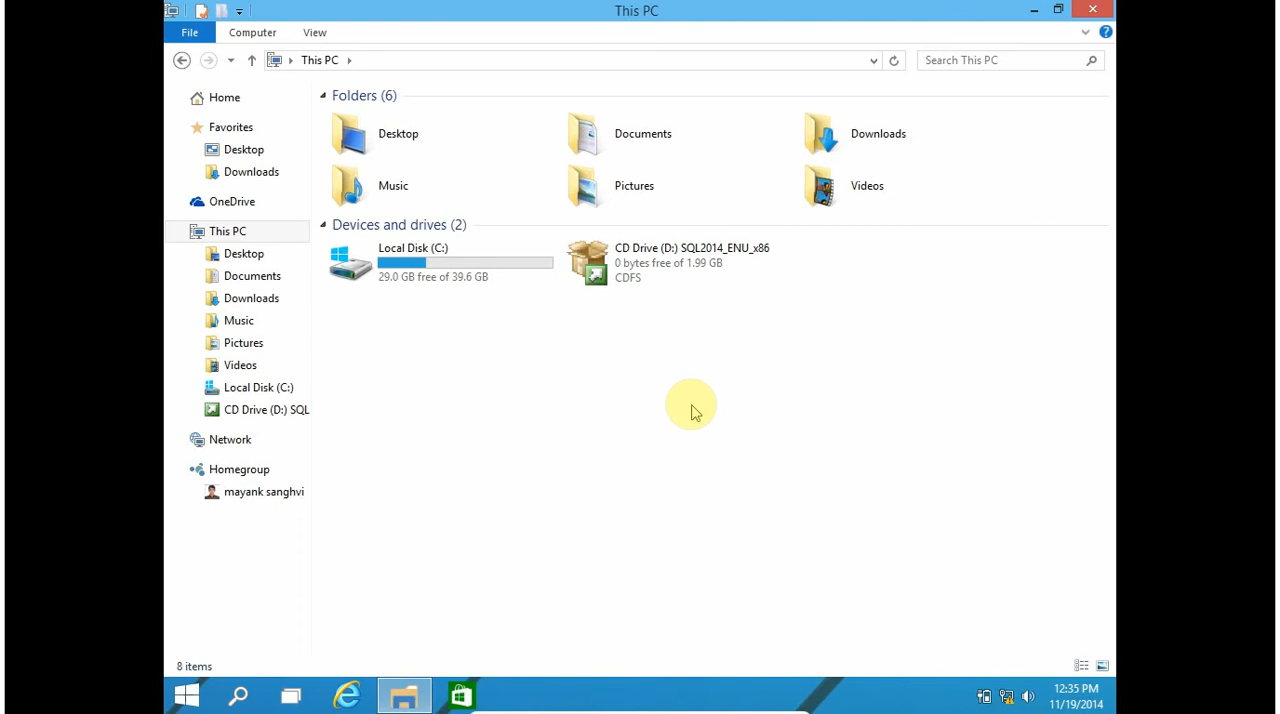 This PC
File Computer View
This PC
Search This PC
Home
Favorites
Desktop
Downloads
OneDrive
This PC
Desktop
Documents
Downloads
Music
Pictures
Videos
Local Disk (C:)
CD Drive (D:) SQL
Network
Homegroup
mayank sanghvi
Folders (6)
Desktop
Documents
Downloads
Music
Pictures
Videos
Devices and drives (2)
Local Disk (C:)
29.0 GB free of 39.6 GB
CD Drive (D:) SQL2014_ENU_x86
0 bytes free of 1.99 GB
CDFS
8 items
12:35 PM
11/19/2014